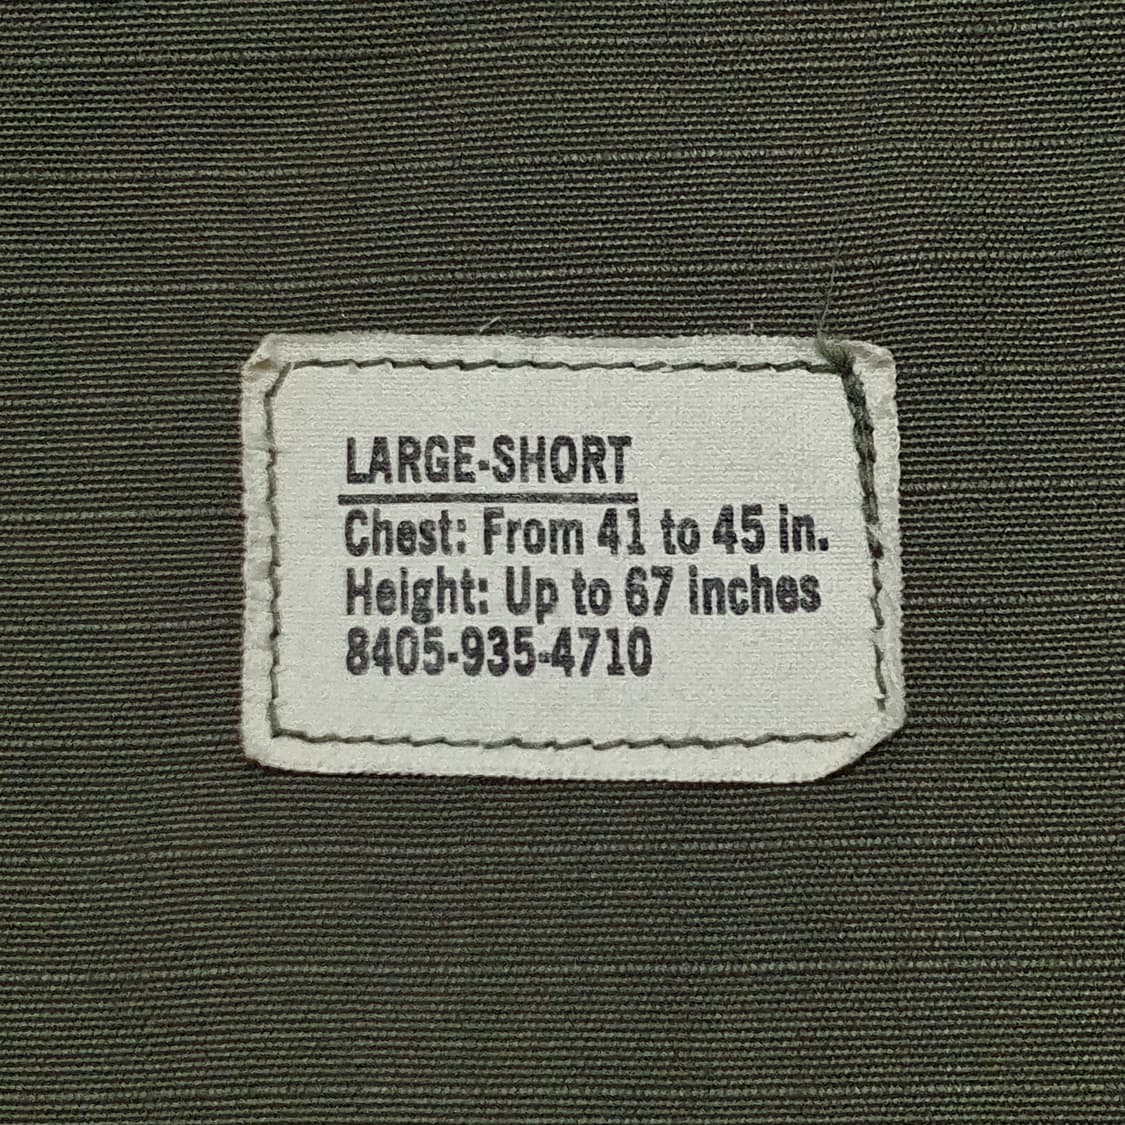 LARGE-SHORT
Chest: From 41 to 45 in.
Height: Up to 67 inches
8405-935-4710